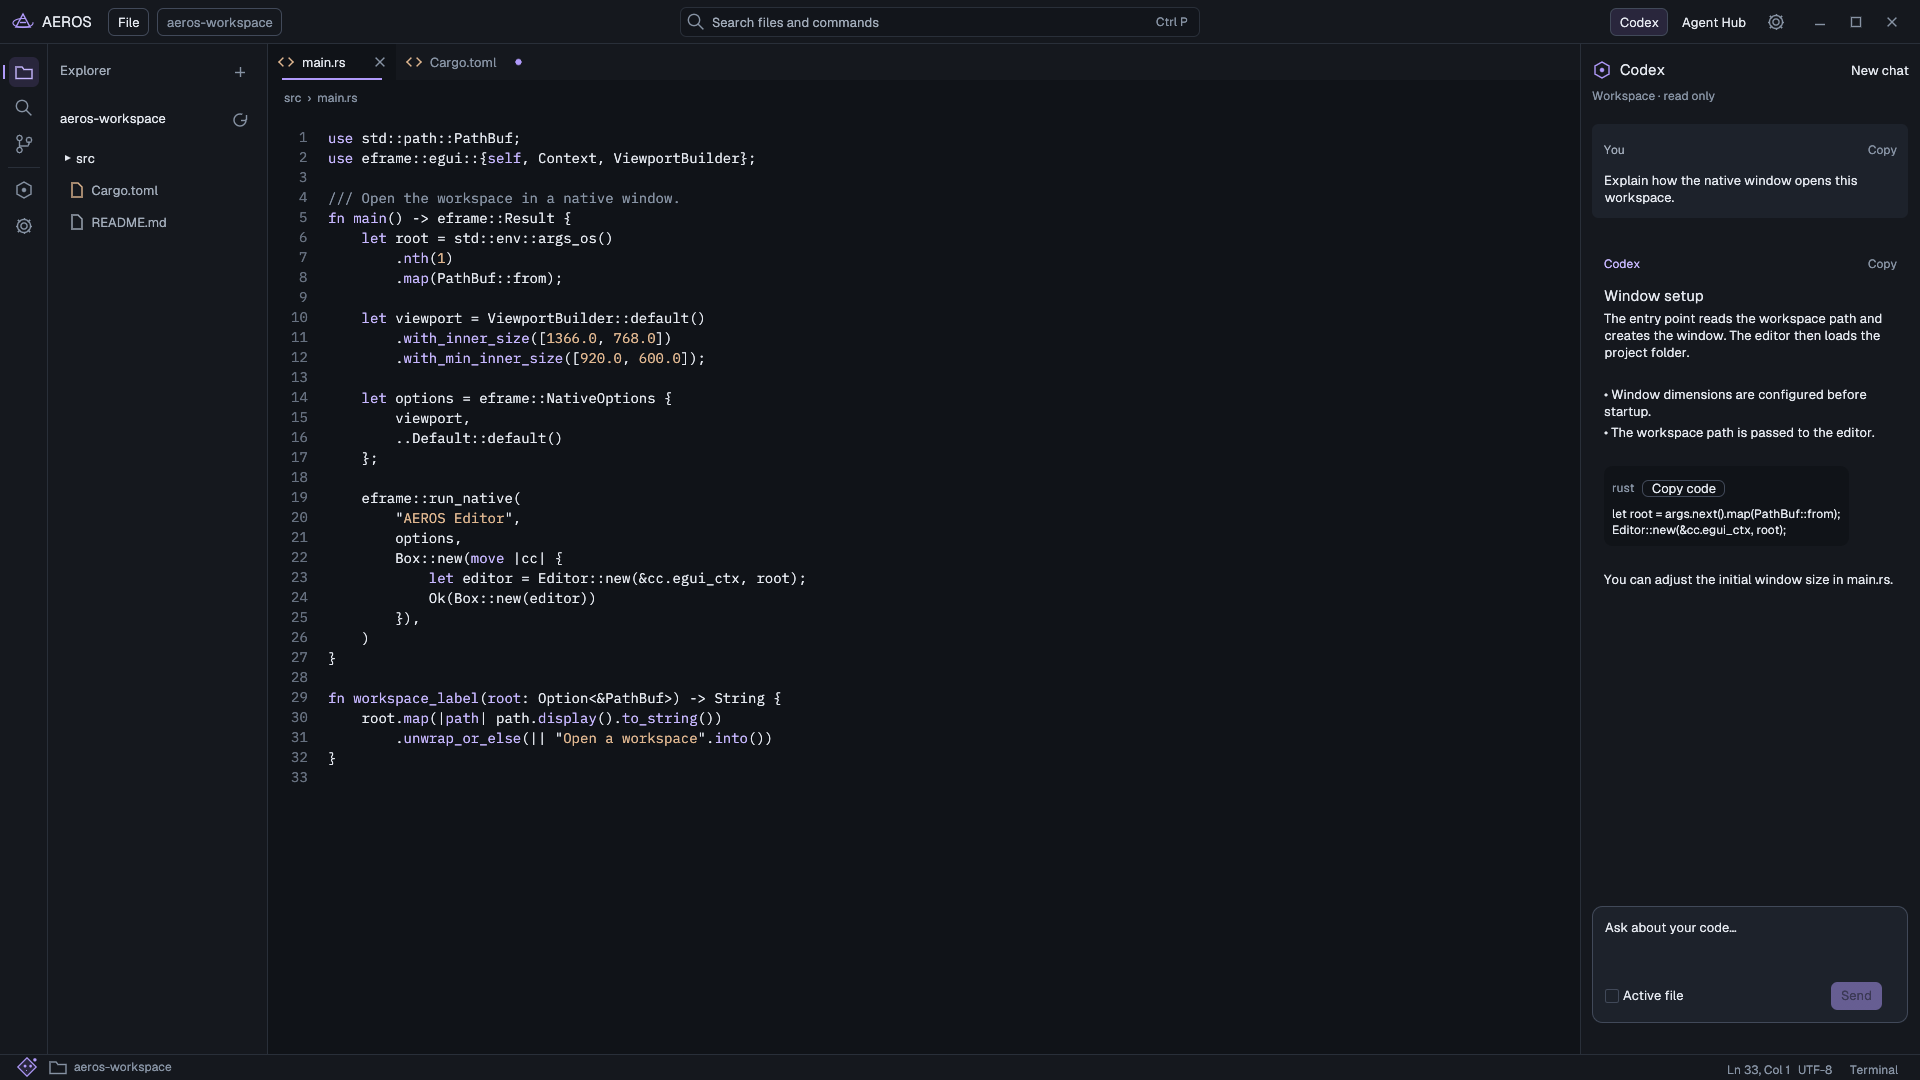 AEROS File aeros-workspace Search files and commands Ctrl P Codex Agent Hub
Explorer
aeros-workspace
src
Cargo.toml
README.md
main.rs Cargo.toml
src › main.rs
1 use std::path::PathBuf;
2 use eframe::egui::{self, Context, ViewportBuilder};
3
4 /// Open the workspace in a native window.
5 fn main() -> eframe::Result {
6     let root = std::env::args_os()
7         .nth(1)
8         .map(PathBuf::from);
9
10     let viewport = ViewportBuilder::default()
11         .with_inner_size([1366.0, 768.0])
12         .with_min_inner_size([920.0, 600.0]);
13
14     let options = eframe::NativeOptions {
15         viewport,
16         ..Default::default()
17     };
18
19     eframe::run_native(
20         "AEROS Editor",
21         options,
22         Box::new(move |cc| {
23             let editor = Editor::new(&cc.egui_ctx, root);
24             Ok(Box::new(editor))
25         }),
26     )
27 }
28
29 fn workspace_label(root: Option<&PathBuf>) -> String {
30     root.map(|path| path.display().to_string())
31         .unwrap_or_else(|| "Open a workspace".into())
32 }
33
Codex New chat
Workspace · read only
You Copy
Explain how the native window opens this
workspace.
Codex Copy
Window setup
The entry point reads the workspace path and
creates the window. The editor then loads the
project folder.
• Window dimensions are configured before
startup.
• The workspace path is passed to the editor.
rust Copy code
let root = args.next().map(PathBuf::from);
Editor::new(&cc.egui_ctx, root);
You can adjust the initial window size in main.rs.
Ask about your code…
Active file Send
aeros-workspace Ln 33, Col 1 UTF-8 Terminal